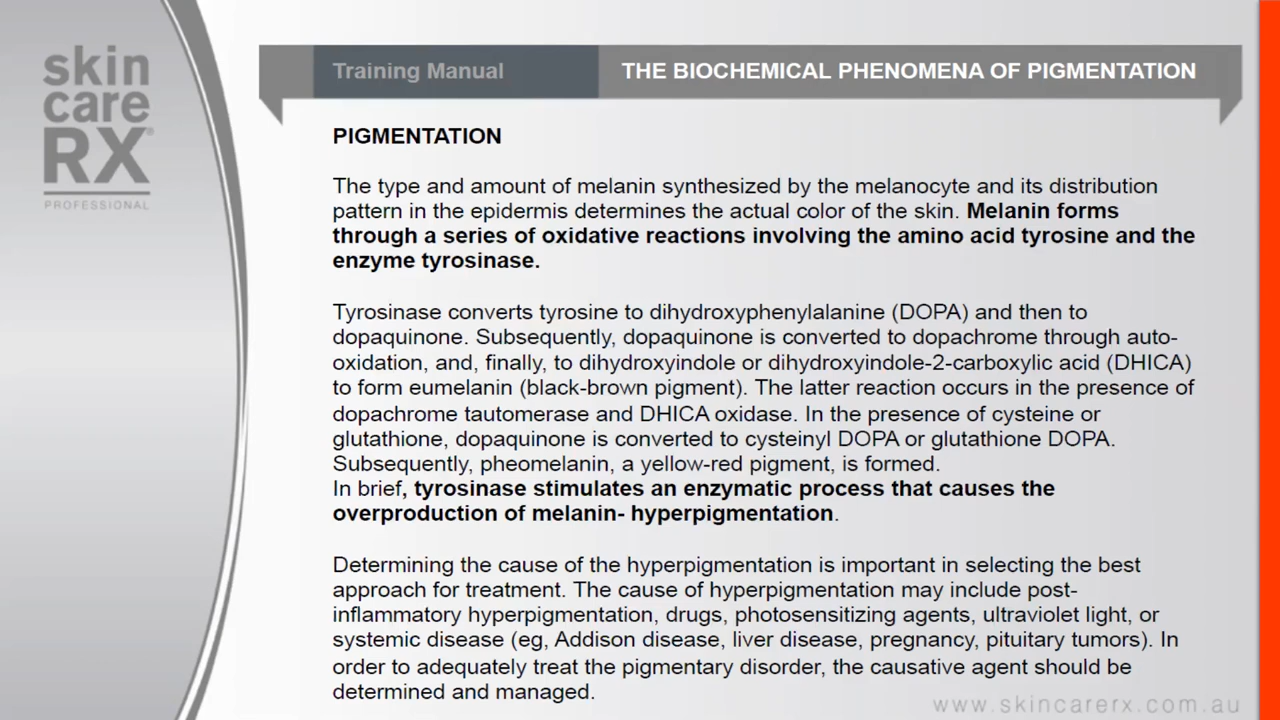 skin
care
RX®
PROFESSIONAL
Training Manual
THE BIOCHEMICAL PHENOMENA OF PIGMENTATION
PIGMENTATION
The type and amount of melanin synthesized by the melanocyte and its distribution
pattern in the epidermis determines the actual color of the skin. Melanin forms
through a series of oxidative reactions involving the amino acid tyrosine and the
enzyme tyrosinase.
Tyrosinase converts tyrosine to dihydroxyphenylalanine (DOPA) and then to
dopaquinone. Subsequently, dopaquinone is converted to dopachrome through auto-
oxidation, and, finally, to dihydroxyindole or dihydroxyindole-2-carboxylic acid (DHICA)
to form eumelanin (black-brown pigment). The latter reaction occurs in the presence of
dopachrome tautomerase and DHICA oxidase. In the presence of cysteine or
glutathione, dopaquinone is converted to cysteinyl DOPA or glutathione DOPA.
Subsequently, pheomelanin, a yellow-red pigment, is formed.
In brief, tyrosinase stimulates an enzymatic process that causes the
overproduction of melanin- hyperpigmentation.
Determining the cause of the hyperpigmentation is important in selecting the best
approach for treatment. The cause of hyperpigmentation may include post-
inflammatory hyperpigmentation, drugs, photosensitizing agents, ultraviolet light, or
systemic disease (eg, Addison disease, liver disease, pregnancy, pituitary tumors). In
order to adequately treat the pigmentary disorder, the causative agent should be
determined and managed.
www.skincarerx.com.au